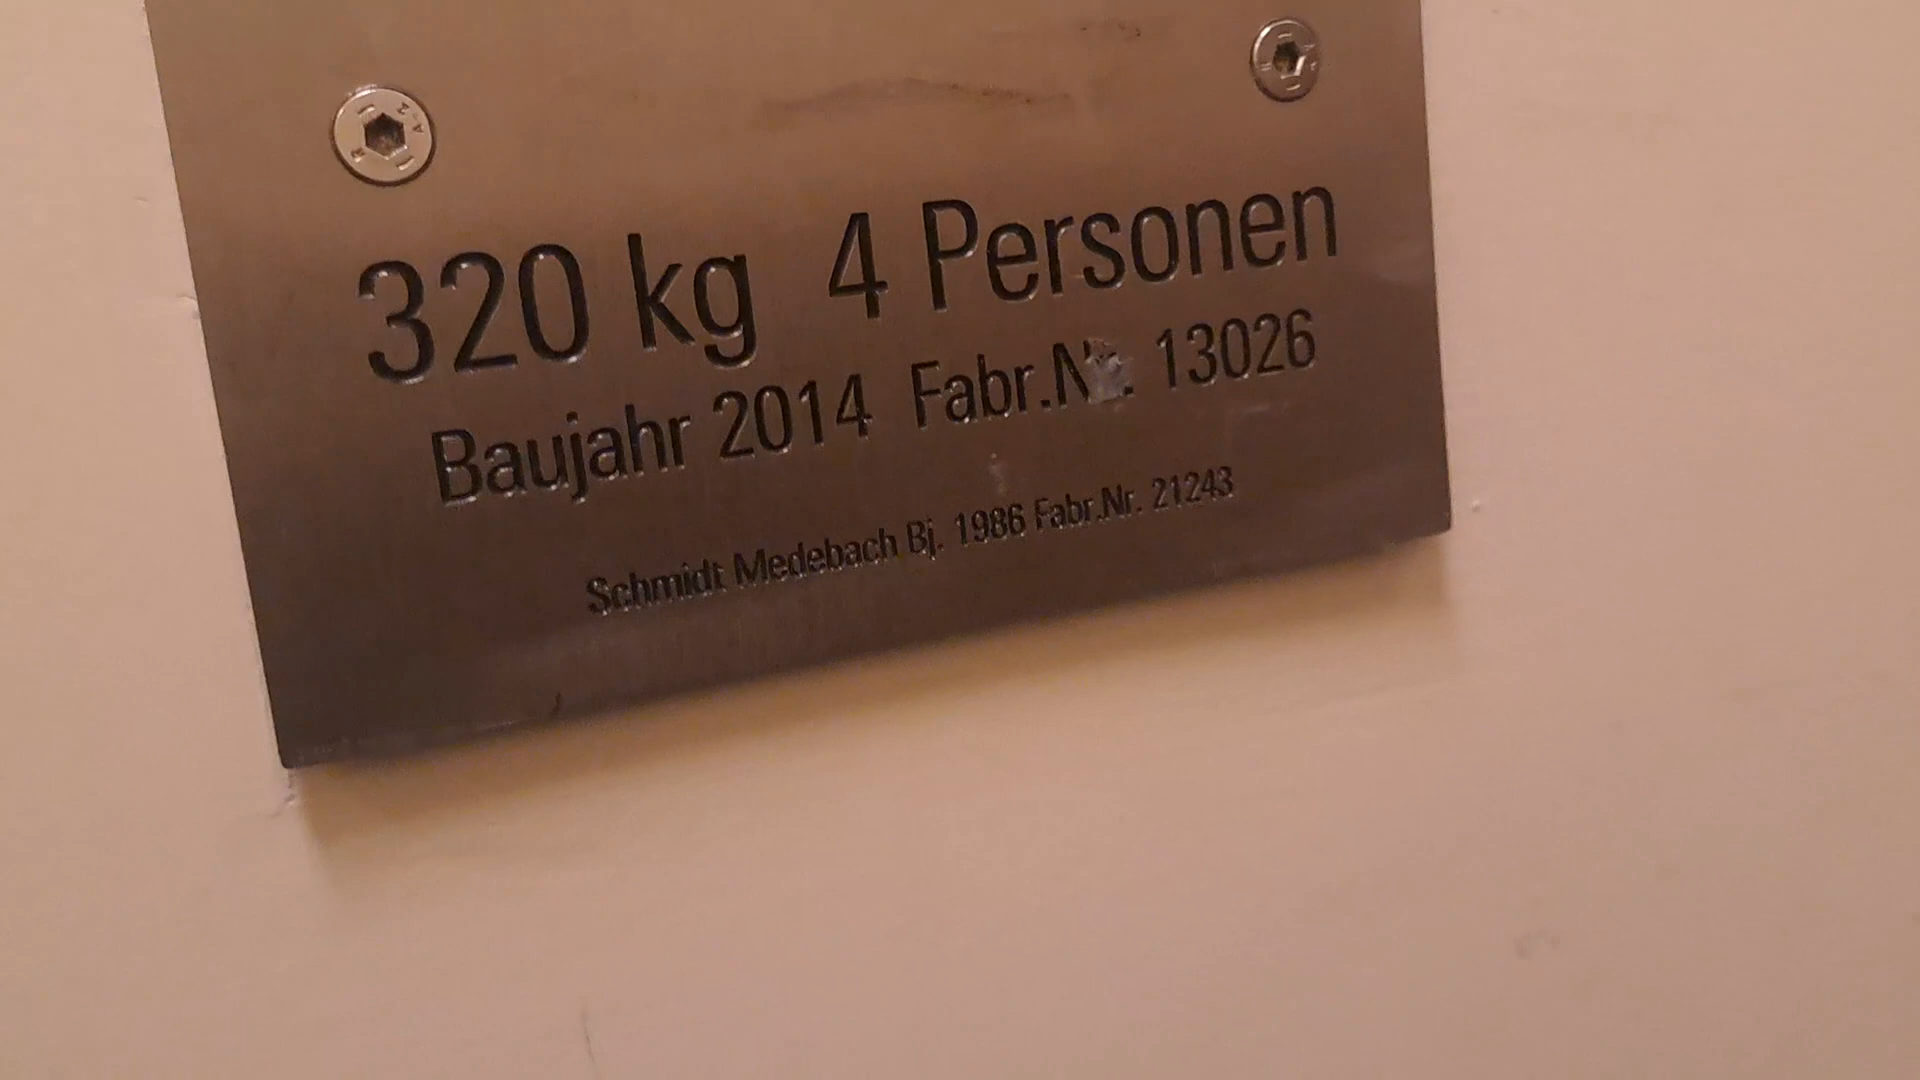 320 kg 4 Personen
Baujahr 2014 Fabr.Nr. 13026
Schmidt Medebach Bj. 1986 Fabr.Nr. 21243